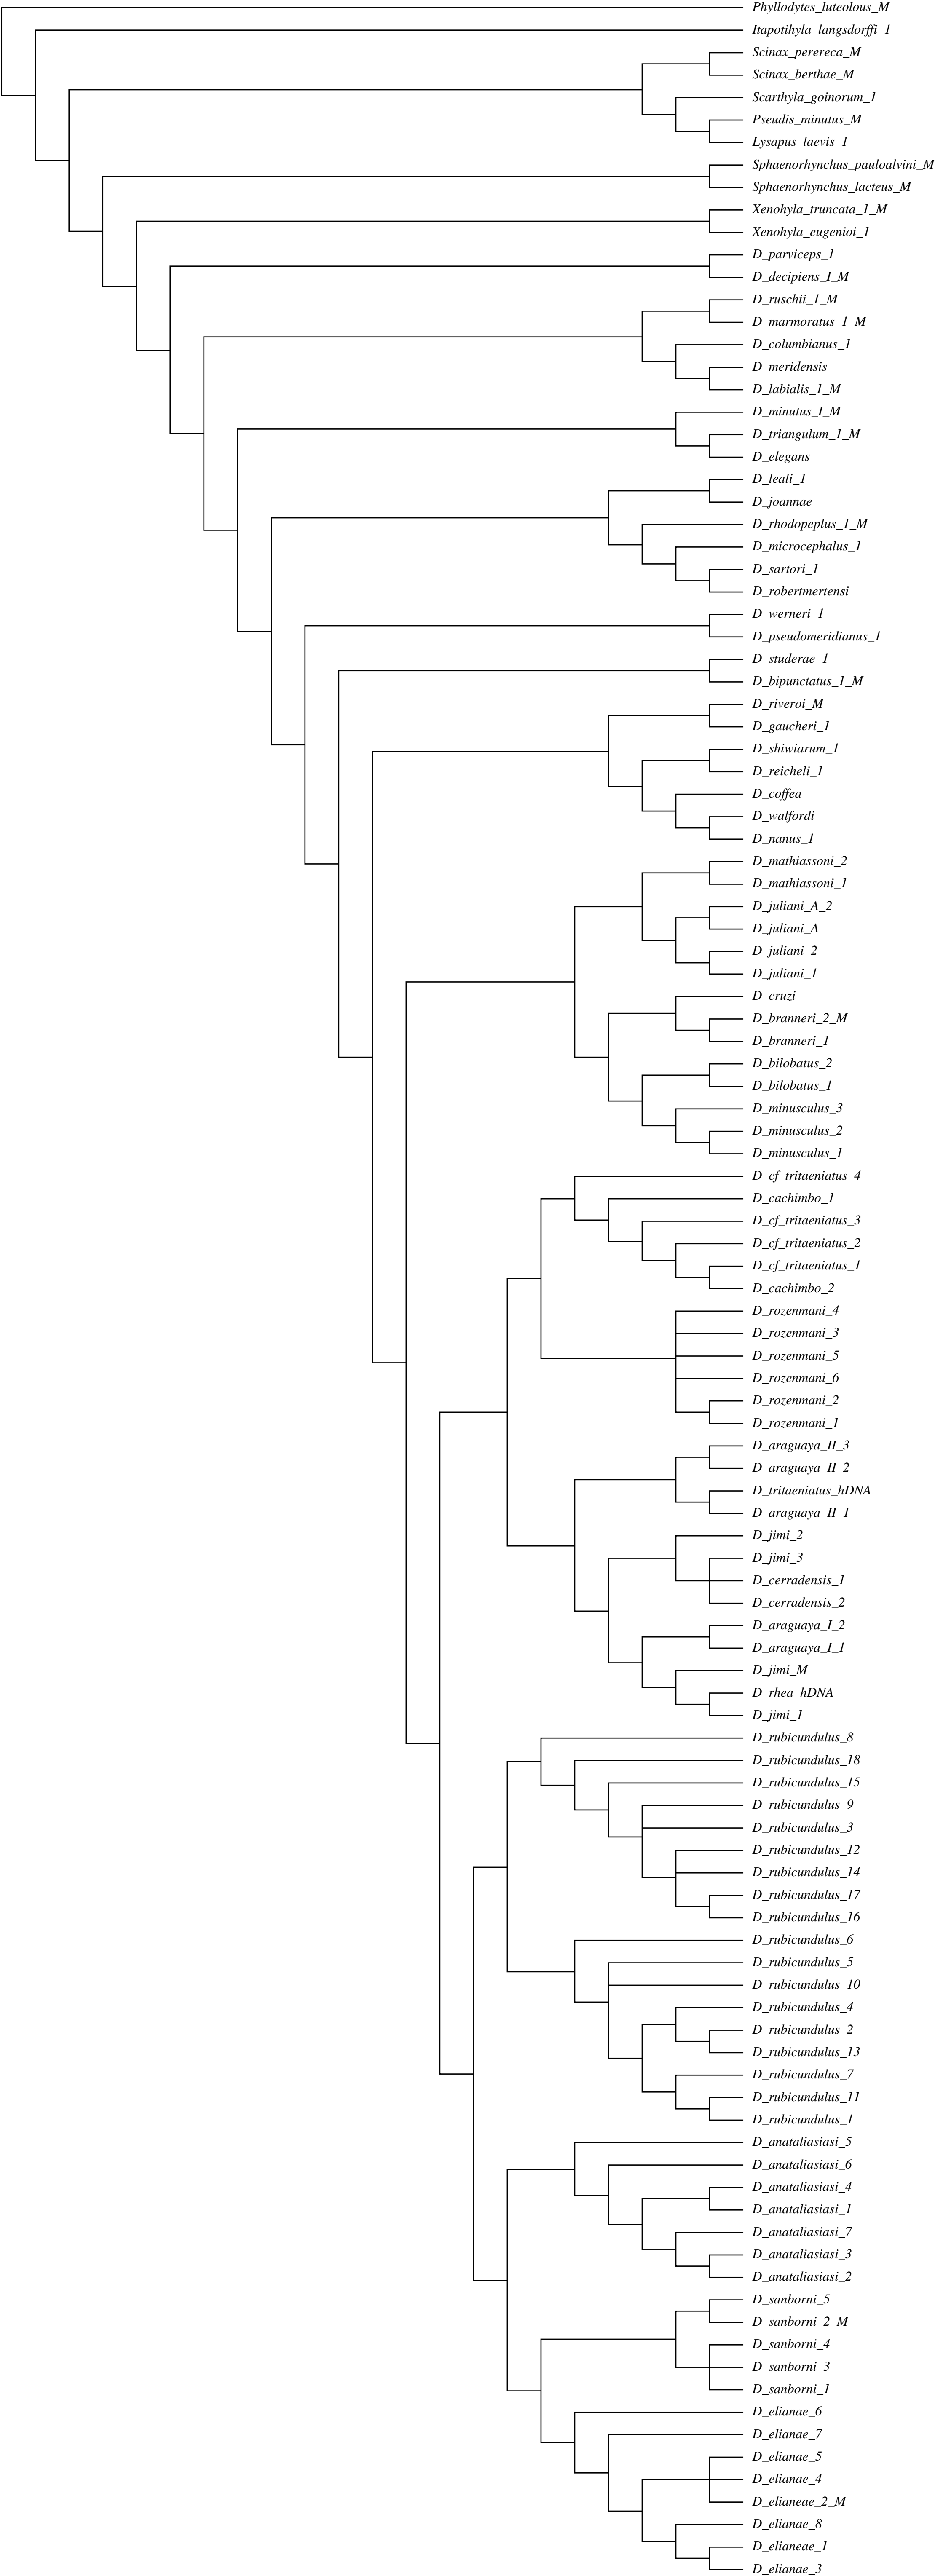 Phyllodytes_luteolous_M
Itapotihyla_langsdorffi_1
Scinax_perereca_M
Scinax_berthae_M
Scarthyla_goinorum_1
Pseudis_minutus_M
Lysapus_laevis_1
Sphaenorhynchus_pauloalvini_M
Sphaenorhynchus_lacteus_M
Xenohyla_truncata_1_M
Xenohyla_eugenioi_1
D_parviceps_1
D_decipiens_I_M
D_ruschii_1_M
D_marmoratus_1_M
D_columbianus_1
D_meridensis
D_labialis_1_M
D_minutus_I_M
D_triangulum_1_M
D_elegans
D_leali_1
D_joannae
D_rhodopeplus_1_M
D_microcephalus_1
D_sartori_1
D_robertmertensi
D_werneri_1
D_pseudomeridianus_1
D_studerae_1
D_bipunctatus_1_M
D_riveroi_M
D_gaucheri_1
D_shiwiarum_1
D_reicheli_1
D_coffea
D_walfordi
D_nanus_1
D_mathiassoni_2
D_mathiassoni_1
D_juliani_A_2
D_juliani_A
D_juliani_2
D_juliani_1
D_cruzi
D_branneri_2_M
D_branneri_1
D_bilobatus_2
D_bilobatus_1
D_minusculus_3
D_minusculus_2
D_minusculus_1
D_cf_tritaeniatus_4
D_cachimbo_1
D_cf_tritaeniatus_3
D_cf_tritaeniatus_2
D_cf_tritaeniatus_1
D_cachimbo_2
D_rozenmani_4
D_rozenmani_3
D_rozenmani_5
D_rozenmani_6
D_rozenmani_2
D_rozenmani_1
D_araguaya_II_3
D_araguaya_II_2
D_tritaeniatus_hDNA
D_araguaya_II_1
D_jimi_2
D_jimi_3
D_cerradensis_1
D_cerradensis_2
D_araguaya_I_2
D_araguaya_I_1
D_jimi_M
D_rhea_hDNA
D_jimi_1
D_rubicundulus_8
D_rubicundulus_18
D_rubicundulus_15
D_rubicundulus_9
D_rubicundulus_3
D_rubicundulus_12
D_rubicundulus_14
D_rubicundulus_17
D_rubicundulus_16
D_rubicundulus_6
D_rubicundulus_5
D_rubicundulus_10
D_rubicundulus_4
D_rubicundulus_2
D_rubicundulus_13
D_rubicundulus_7
D_rubicundulus_11
D_rubicundulus_1
D_anataliasiasi_5
D_anataliasiasi_6
D_anataliasiasi_4
D_anataliasiasi_1
D_anataliasiasi_7
D_anataliasiasi_3
D_anataliasiasi_2
D_sanborni_5
D_sanborni_2_M
D_sanborni_4
D_sanborni_3
D_sanborni_1
D_elianae_6
D_elianae_7
D_elianae_5
D_elianae_4
D_elianeae_2_M
D_elianae_8
D_elianeae_1
D_elianae_3